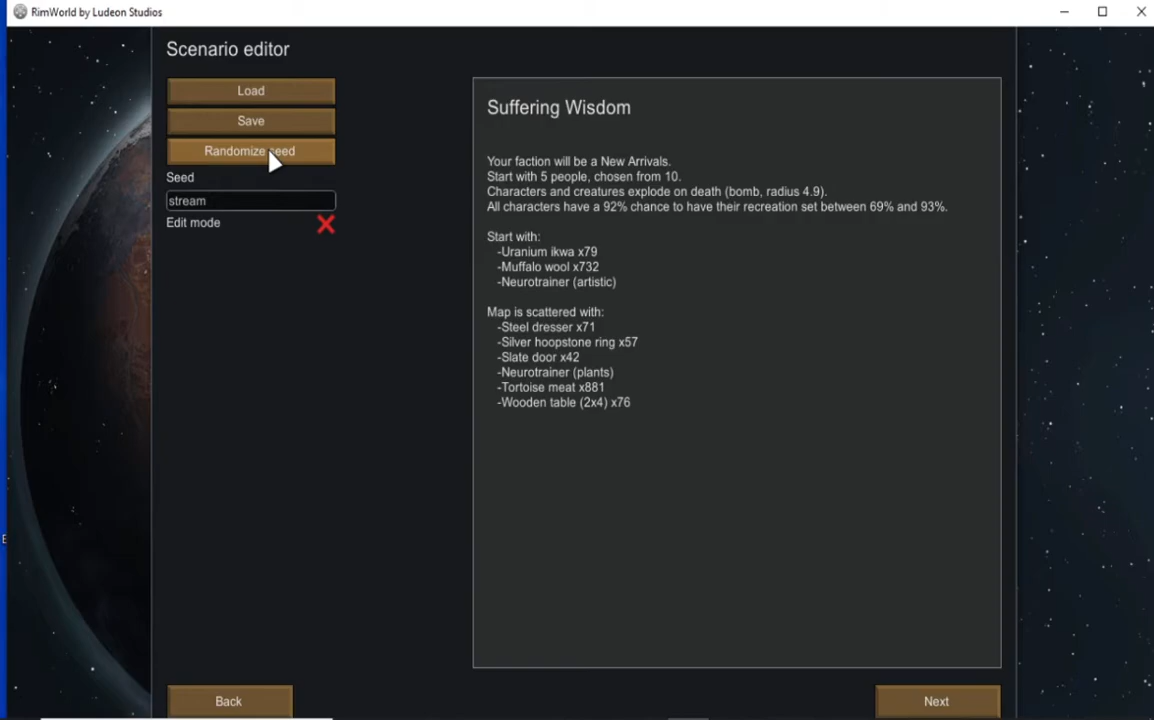 RimWorld by Ludeon Studios
Scenario editor
Load
Save
Randomize seed
Seed
stream
Edit mode
Suffering Wisdom
Your faction will be a New Arrivals.
Start with 5 people, chosen from 10.
Characters and creatures explode on death (bomb, radius 4.9).
All characters have a 92% chance to have their recreation set between 69% and 93%.
Start with:
-Uranium ikwa x79
-Muffalo wool x732
-Neurotrainer (artistic)
Map is scattered with:
-Steel dresser x71
-Silver hoopstone ring x57
-Slate door x42
-Neurotrainer (plants)
-Tortoise meat x881
-Wooden table (2x4) x76
Back
Next